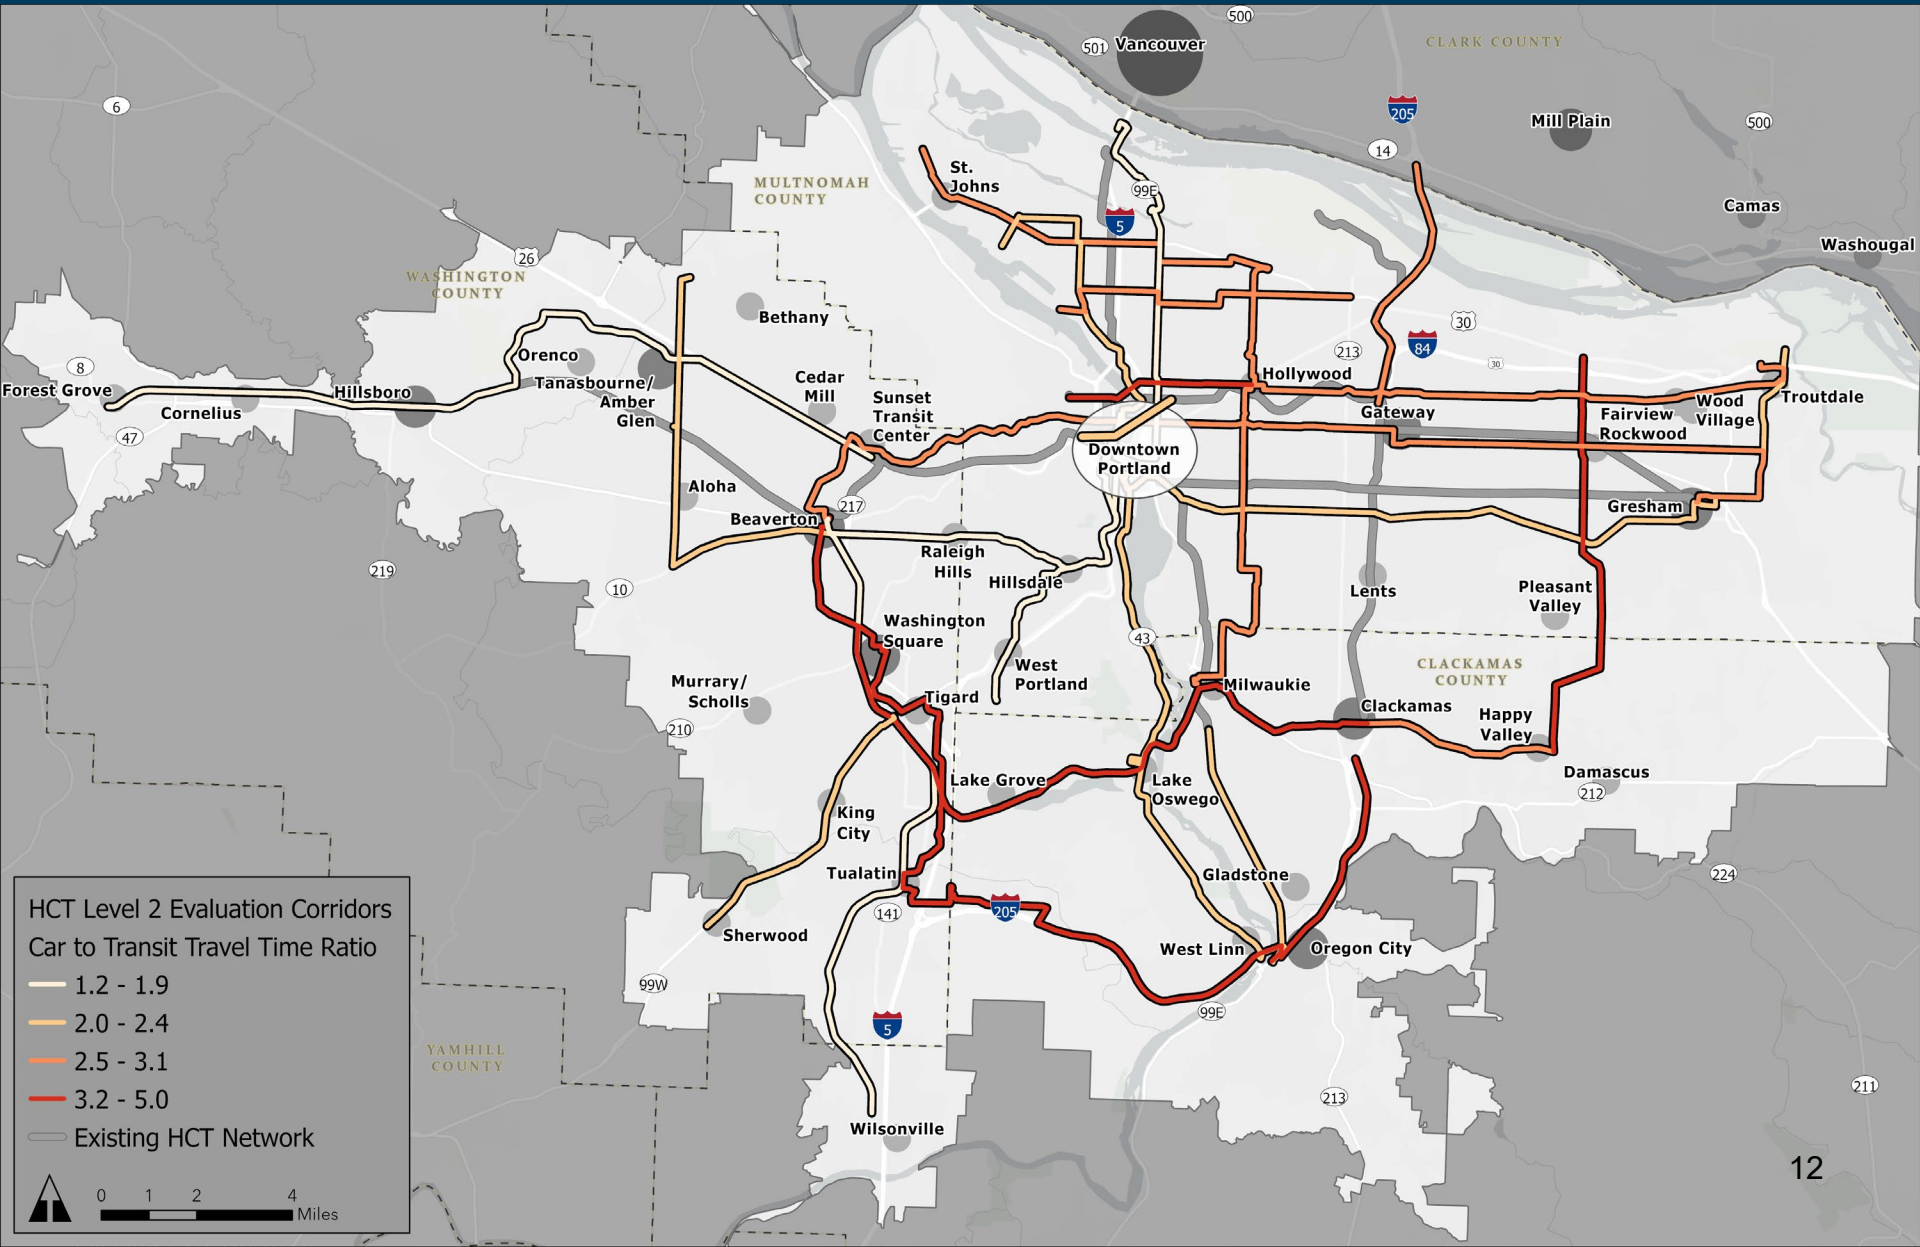 500
501
Vancouver
CLARK COUNTY
205
6
Mill Plain
500
14
St.
Johns
MULTNOMAH
COUNTY
99E
Camas
5
Washougal
26
WASHINGTON
COUNTY
Bethany
30
Orenco
213
84
30
8
Forest Grove
Hillsboro
Tanasbourne/
Amber
Glen
Cedar
Mill
Sunset
Transit
Center
Hollywood
Cornelius
Gateway
Fairview
Rockwood
Wood
Village
Troutdale
47
Downtown
Portland
Aloha
217
Beaverton
Gresham
Raleigh
Hills
Hillsdale
219
10
Lents
Pleasant
Valley
Washington
Square
43
West
Portland
CLACKAMAS
COUNTY
Murrary/
Scholls
Tigard
Milwaukie
Clackamas
Happy
Valley
210
Lake Grove
Lake
Oswego
Damascus
212
King
City
Tualatin
Gladstone
224
141
205
Sherwood
West Linn
Oregon City
99W
99E
5
YAMHILL
COUNTY
213
211
Wilsonville
HCT Level 2 Evaluation Corridors
Car to Transit Travel Time Ratio
1.2 - 1.9
2.0 - 2.4
2.5 - 3.1
3.2 - 5.0
Existing HCT Network
0 1 2 4
Miles
12